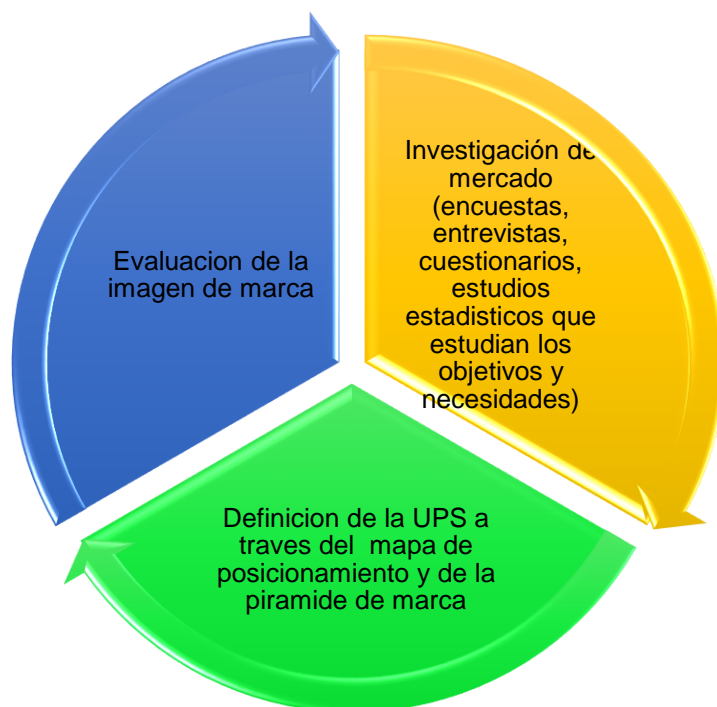 Investigación de
mercado
(encuestas,
entrevistas,
cuestionarios,
estudios
estadisticos que
estudian los
objetivos y
necesidades)
Definicion de la UPS a
traves del mapa de
posicionamiento y de la
piramide de marca
Evaluacion de la
imagen de marca